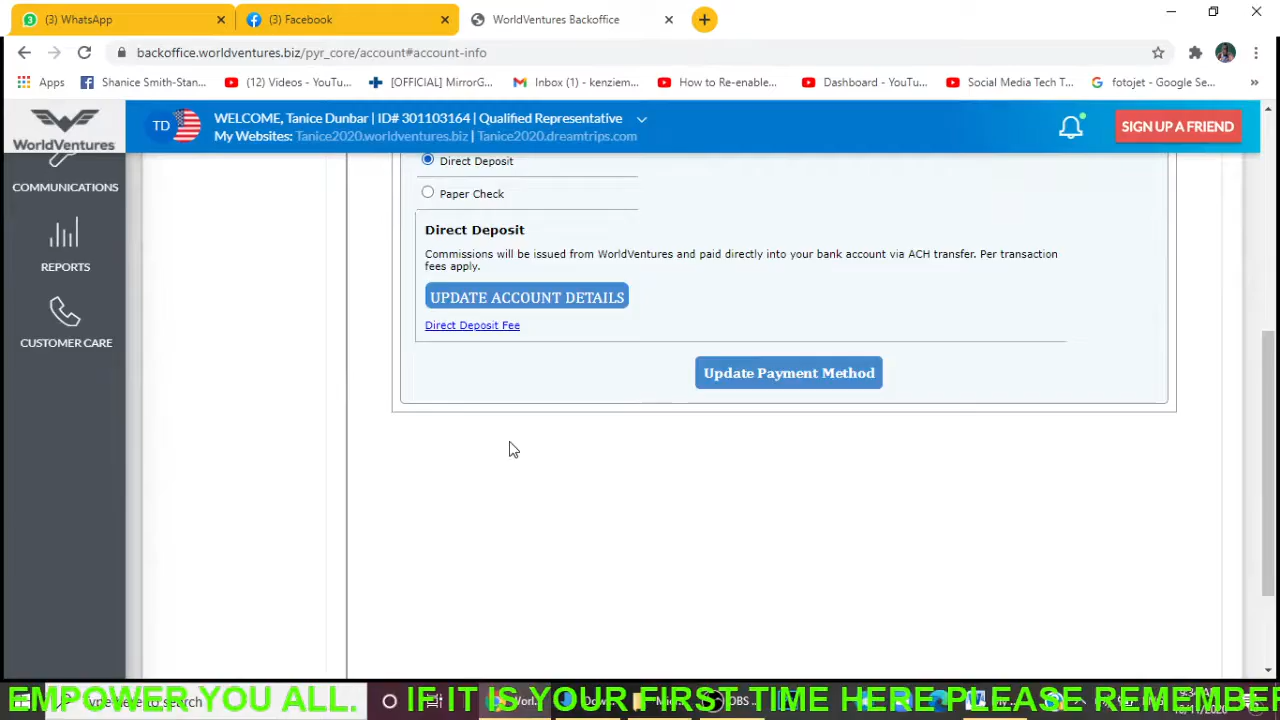 (3) WhatsApp
(3) Facebook
WorldVentures Backoffice
backoffice.worldventures.biz/pyr_core/account#account-info
Apps
Shanice Smith-Stan...
(12) Videos - YouTu...
[OFFICIAL] MirrorG...
Inbox (1) - kenziem...
How to Re-enable...
Dashboard - YouTu...
Social Media Tech T...
fotojet - Google Se...
WorldVentures
TD
WELCOME, Tanice Dunbar | ID# 301103164 | Qualified Representative
My Websites: Tanice2020.worldventures.biz | Tanice2020.dreamtrips.com
SIGN UP A FRIEND
COMMUNICATIONS
REPORTS
CUSTOMER CARE
Direct Deposit
Paper Check
Direct Deposit
Commissions will be issued from WorldVentures and paid directly into your bank account via ACH transfer. Per transaction
fees apply.
UPDATE ACCOUNT DETAILS
Direct Deposit Fee
Update Payment Method
EMPOWER YOU ALL. IF IT IS YOUR FIRST TIME HERE PLEASE REMEMBER